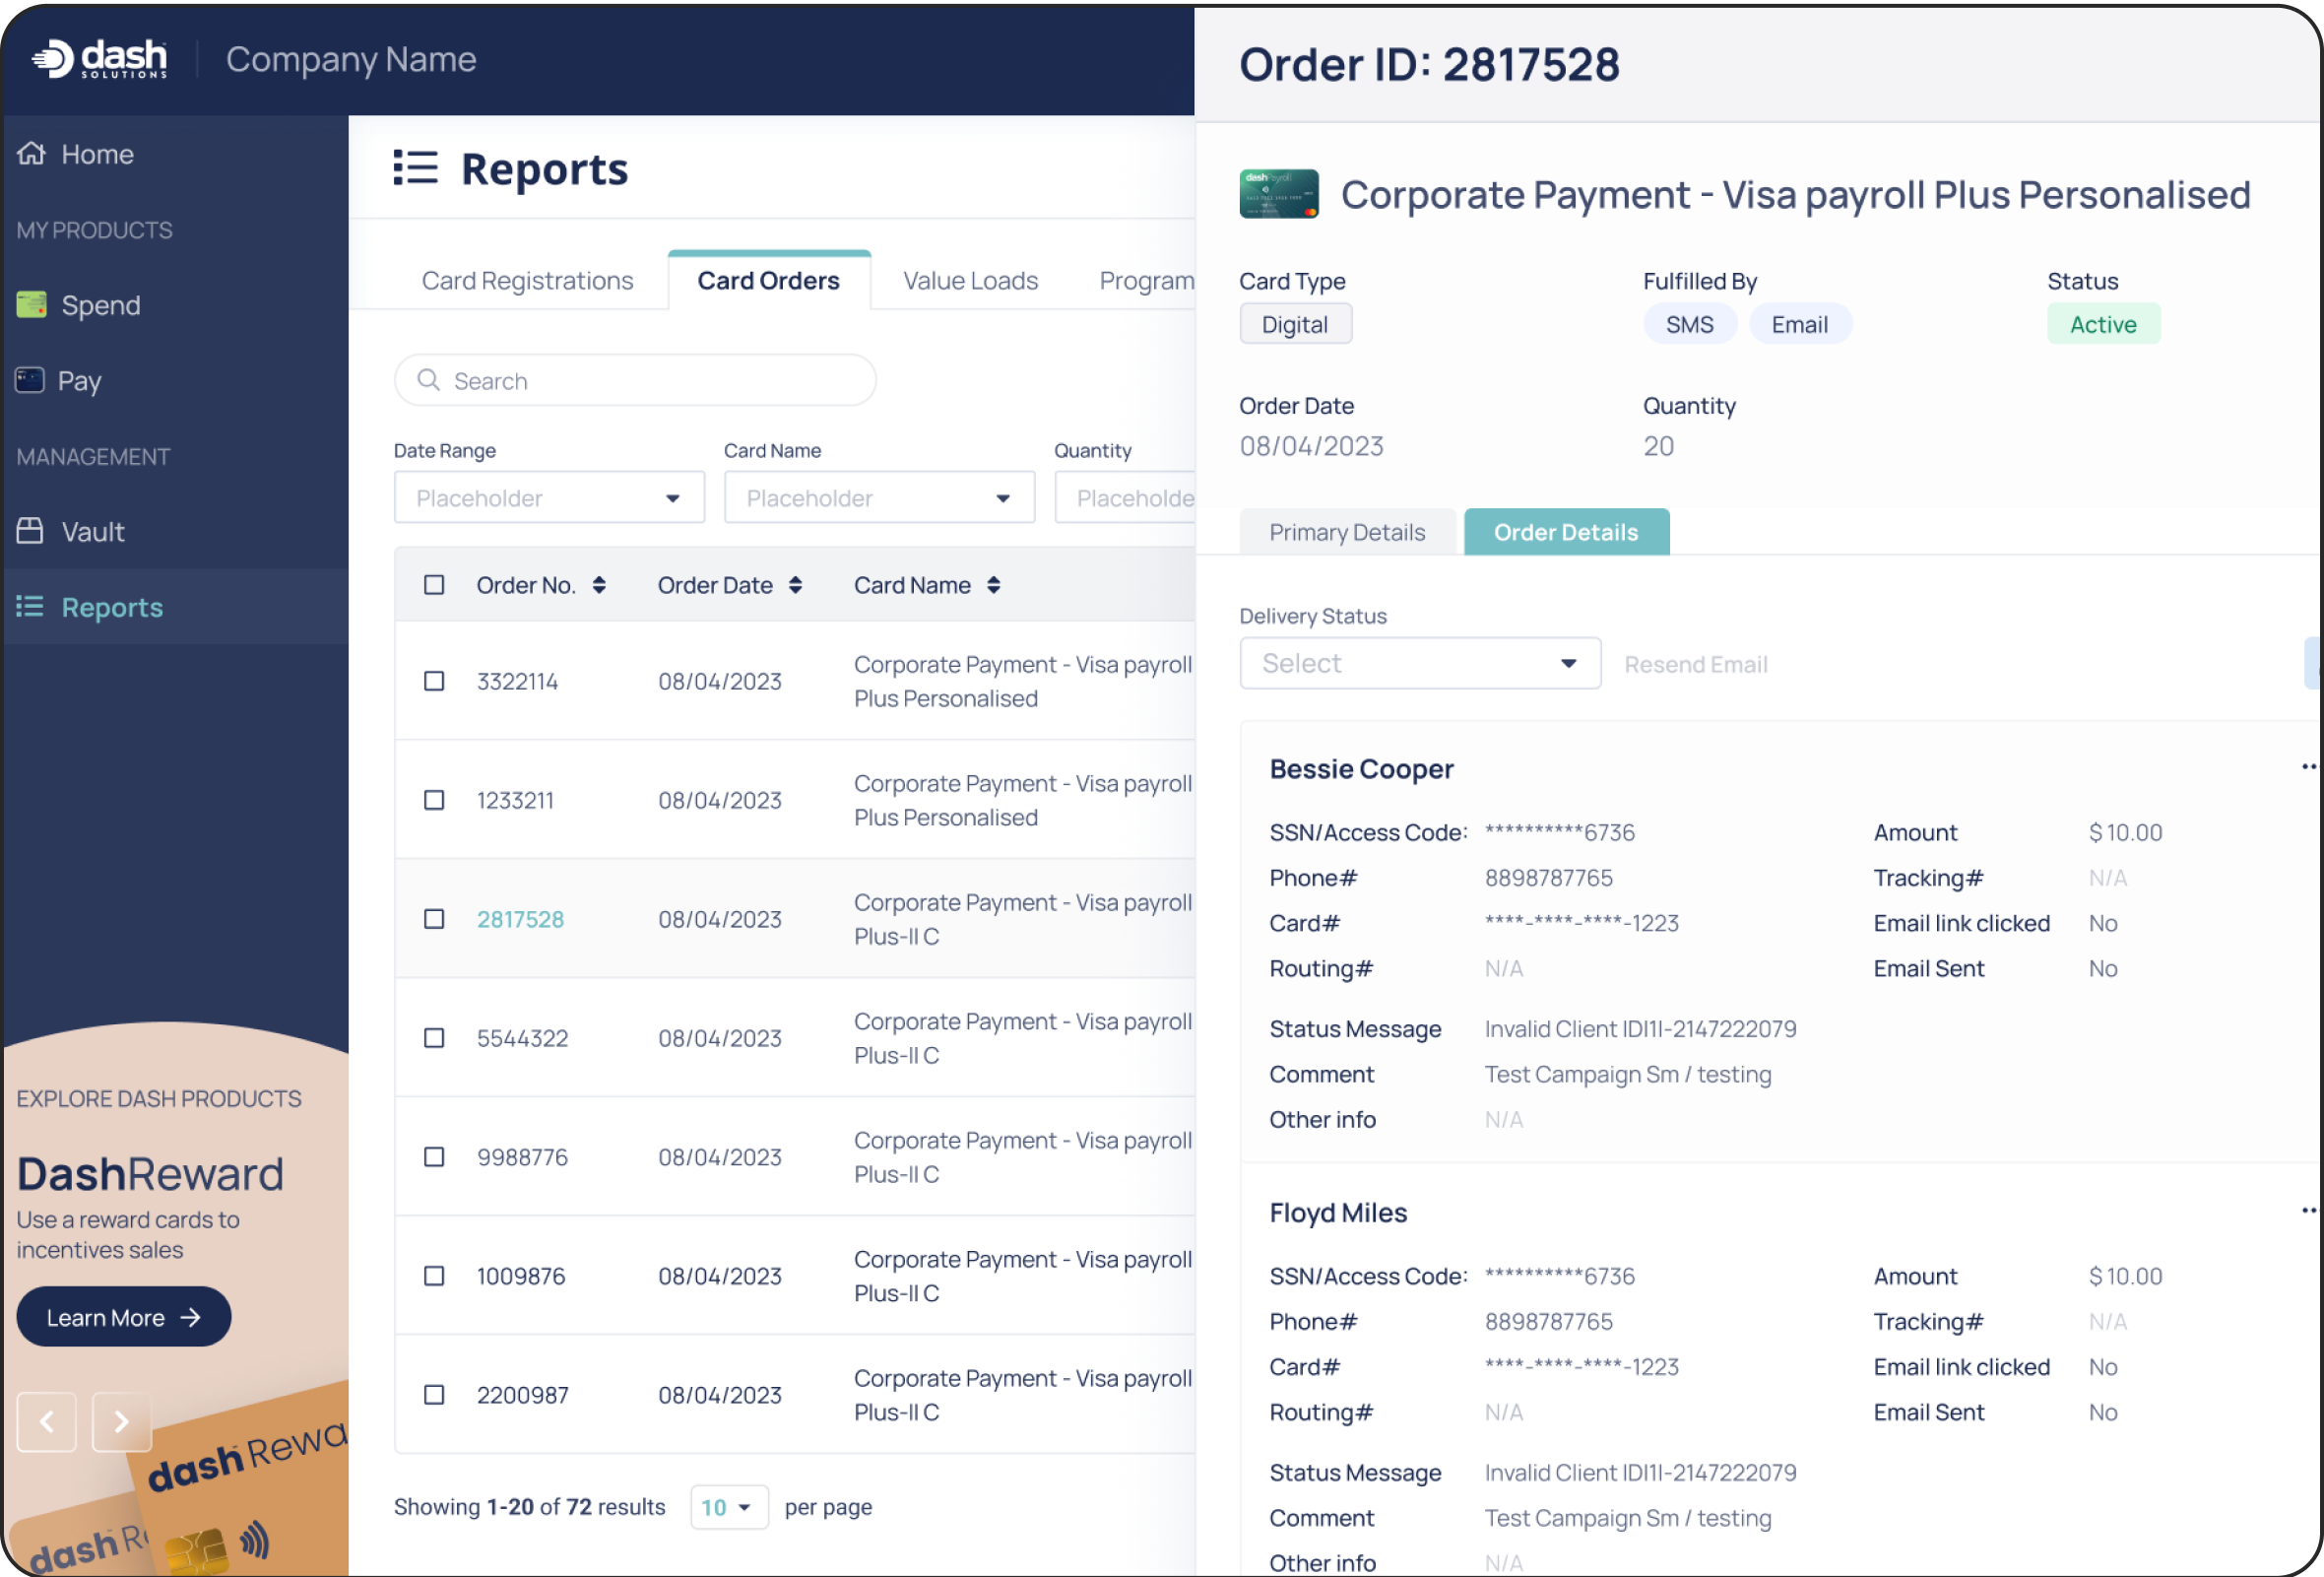 dash
SOLUTIONS
Company Name
Home
MY PRODUCTS
Spend
Pay
MANAGEMENT
Vault
Reports
EXPLORE DASH PRODUCTS
DashReward
Use a reward cards to
incentives sales
Learn More
dash Rewa
dash R
Reports
Card Registrations
Card Orders
Value Loads
Program
Search
Date Range
Card Name
Quantity
Placeholder
Placeholder
Placeholde
Order No.
Order Date
Card Name
3322114
08/04/2023
Corporate Payment - Visa payroll
Plus Personalised
1233211
08/04/2023
Corporate Payment - Visa payroll
Plus Personalised
2817528
08/04/2023
Corporate Payment - Visa payroll
Plus-II C
5544322
08/04/2023
Corporate Payment - Visa payroll
Plus-II C
9988776
08/04/2023
Corporate Payment - Visa payroll
Plus-II C
1009876
08/04/2023
Corporate Payment - Visa payroll
Plus-II C
2200987
08/04/2023
Corporate Payment - Visa payroll
Plus-II C
Showing 1-20 of 72 results
10
per page
Order ID: 2817528
dash Payroll
Corporate Payment - Visa payroll Plus Personalised
Card Type
Digital
Fulfilled By
SMS
Email
Status
Active
Order Date
08/04/2023
Quantity
20
Primary Details
Order Details
Delivery Status
Select
Resend Email
Bessie Cooper
SSN/Access Code: **********6736
Phone# 8898787765
Card# ****-****-****-1223
Routing# N/A
Amount $ 10.00
Tracking# N/A
Email link clicked No
Email Sent No
Status Message Invalid Client IDI1I-2147222079
Comment Test Campaign Sm / testing
Other info N/A
Floyd Miles
SSN/Access Code: **********6736
Phone# 8898787765
Card# ****-****-****-1223
Routing# N/A
Amount $ 10.00
Tracking# N/A
Email link clicked No
Email Sent No
Status Message Invalid Client IDI1I-2147222079
Comment Test Campaign Sm / testing
Other info N/A